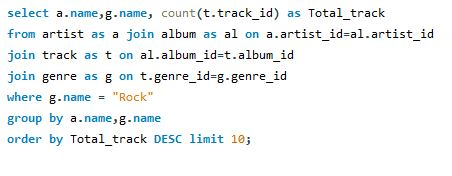 select a.name,g.name, count(t.track_id) as Total_track
from artist as a join album as al on a.artist_id=al.artist_id
join track as t on al.album_id=t.album_id
join genre as g on t.genre_id=g.genre_id
where g.name = "Rock"
group by a.name,g.name
order by Total_track DESC limit 10;